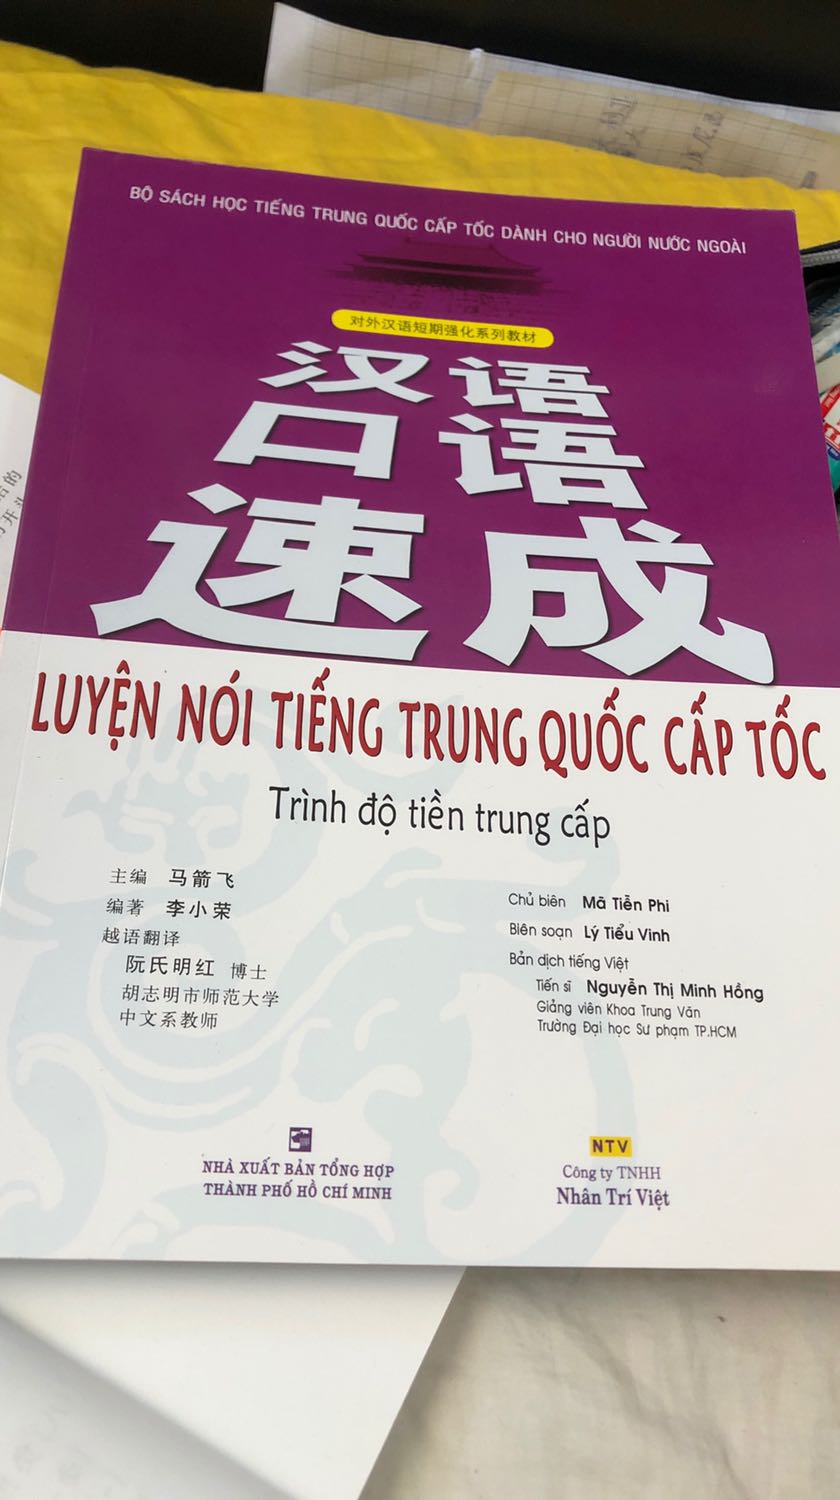 BỘ SÁCH HỌC TIẾNG TRUNG QUỐC CẤP TỐC DÀNH CHO NGƯỜI NƯỚC NGOÀI
对外汉语短期强化系列教材
汉语
口语
速成
LUYỆN NÓI TIẾNG TRUNG QUỐC CẤP TỐC
Trình độ tiền trung cấp
主编 马箭飞
编著 李小荣
越语翻译
阮氏明红 博士
胡志明市师范大学
中文系教师
Chủ biên Mã Tiễn Phi
Biên soạn Lý Tiểu Vinh
Bản dịch tiếng Việt
Tiến sĩ Nguyễn Thị Minh Hồng
Giảng viên Khoa Trung Văn
Trường Đại học Sư phạm TP.HCM
NHÀ XUẤT BẢN TỔNG HỢP
THÀNH PHỐ HỒ CHÍ MINH
NTV
Công ty TNHH
Nhân Trí Việt